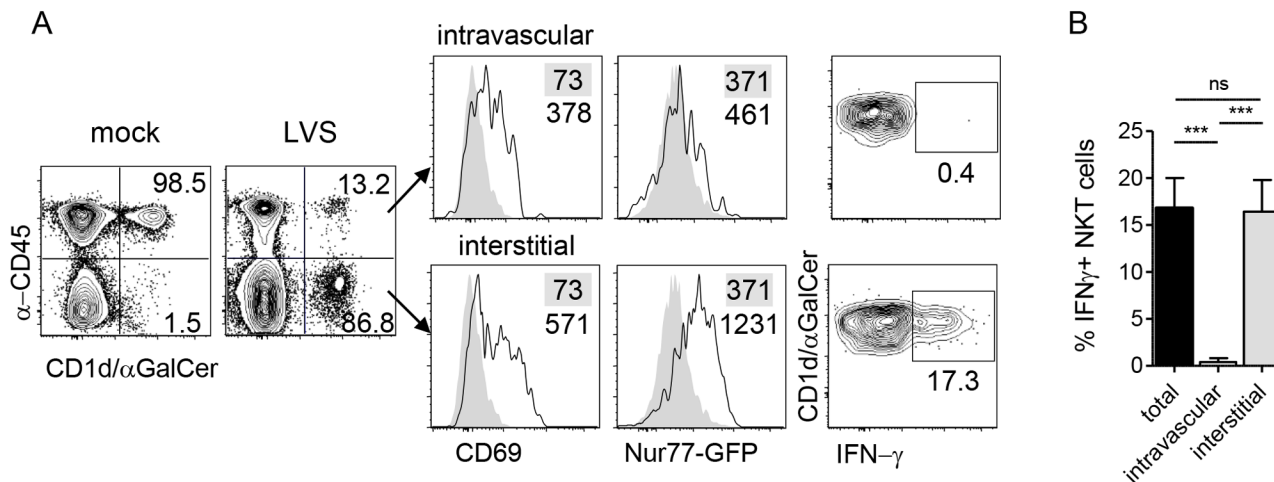 A
B
intravascular
mock
LVS
98.5
1.5
13.2
86.8
α–CD45
CD1d/αGalCer
73
378
371
461
0.4
interstitial
73
571
371
1231
17.3
CD1d/αGalCer
CD69
Nur77-GFP
IFN–γ
ns
***
***
25
20
15
10
5
0
% IFNγ+ NKT cells
total
intravascular
interstitial